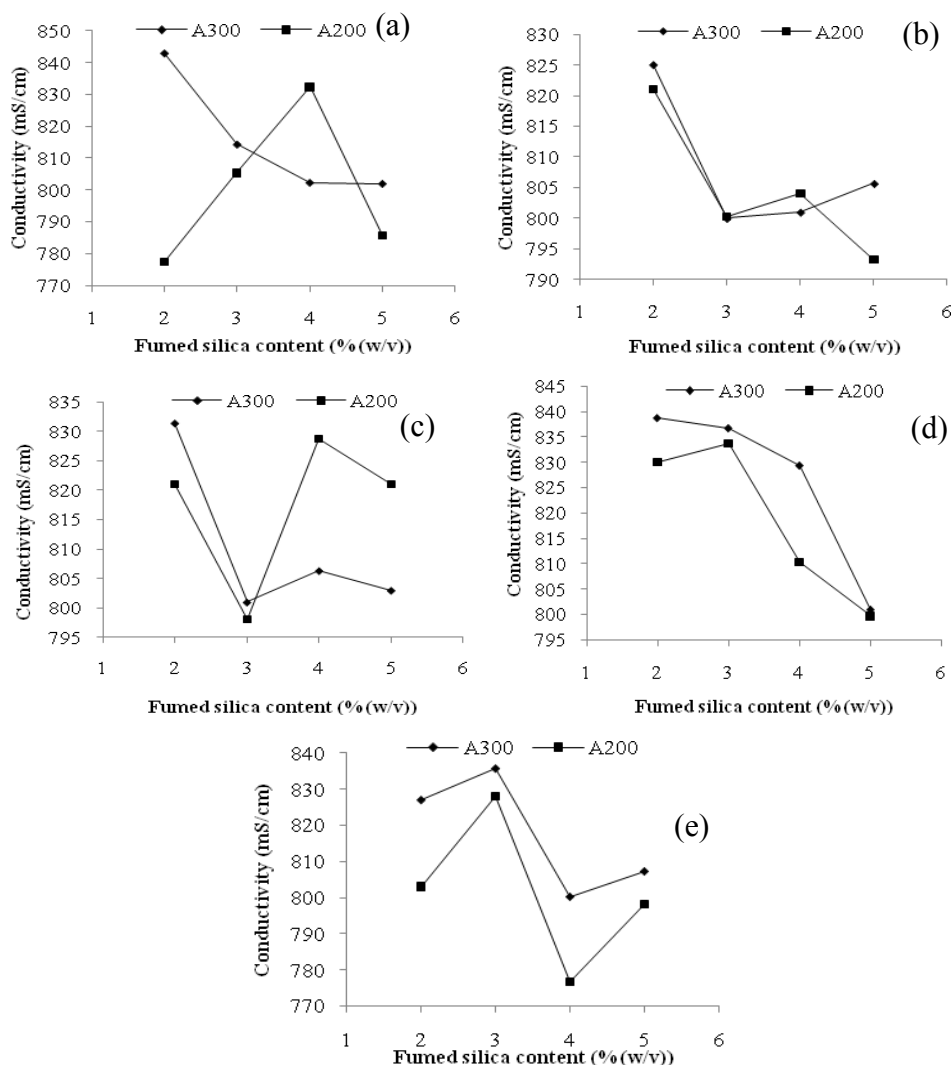 A300 A200 (a)
850
840
830
820
810
800
790
780
770
1 2 3 4 5 6
Conductivity (mS/cm)
Fumed silica content (%(w/v))
A300 A200 (b)
830
825
820
815
810
805
800
795
790
1 2 3 4 5 6
Conductivity (mS/cm)
Fumed silica content (%(w/v))
A300 A200 (c)
835
830
825
820
815
810
805
800
795
1 2 3 4 5 6
Conductivity (mS/cm)
Fumed silica content (%(w/v))
A300 A200 (d)
845
840
835
830
825
820
815
810
805
800
795
1 2 3 4 5 6
Conductivity (mS/cm)
Fumed silica content (%(w/v))
A300 A200 (e)
840
830
820
810
800
790
780
770
1 2 3 4 5 6
Conductivity (mS/cm)
Fumed silica content (%(w/v))